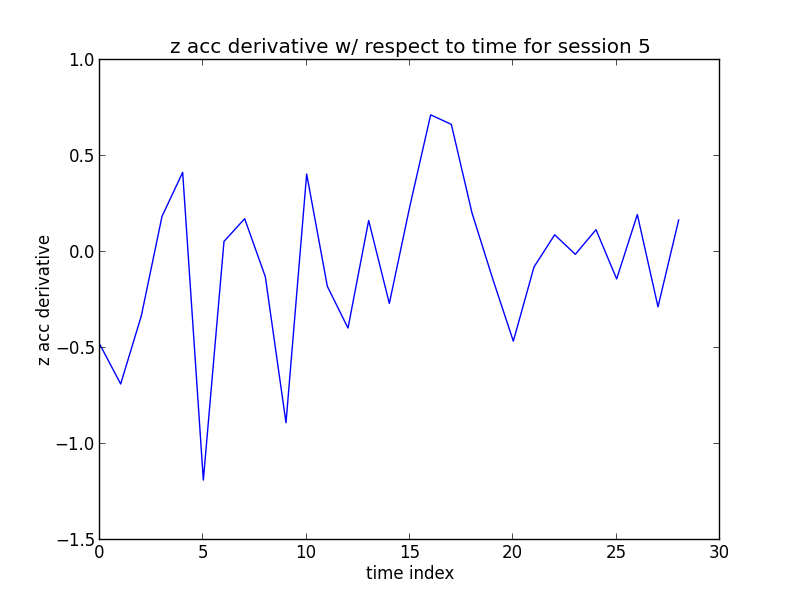 z acc derivative w/ respect to time for session 5
1.0
0.5
0.0
−0.5
−1.0
−1.5
z acc derivative
0 5 10 15 20 25 30
time index